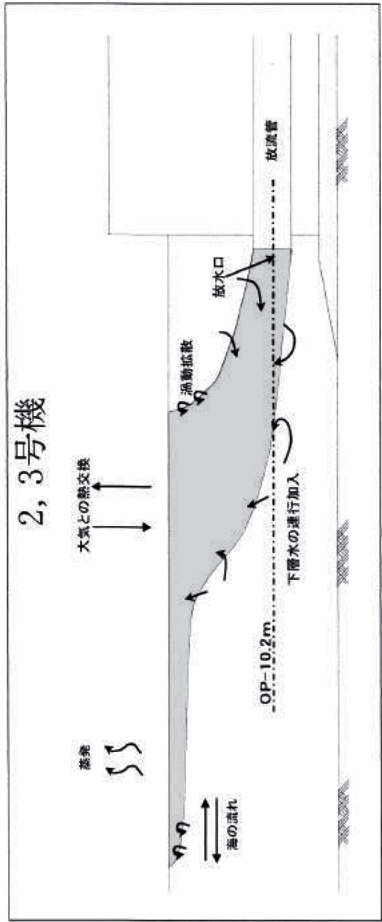 2, 3号機
大気との熱交換
蒸発
渦動拡散
放水口
放流管
海の流れ
下層水の連行加入
OP-10.2m